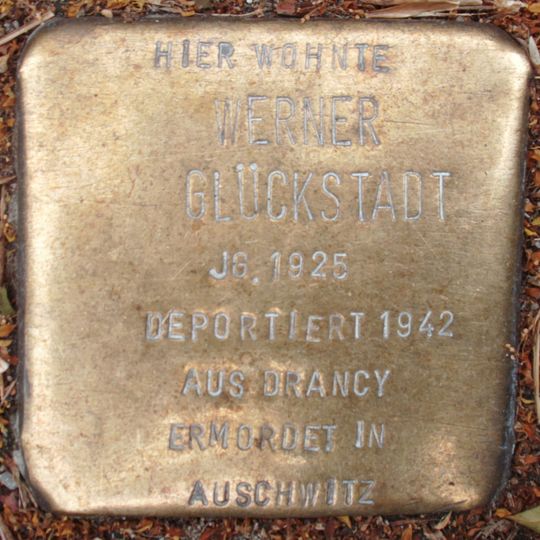 HIER WOHNTE
WERNER
GLÜCKSTADT
JG. 1925
DEPORTIERT 1942
AUS DRANCY
ERMORDET IN
AUSCHWITZ